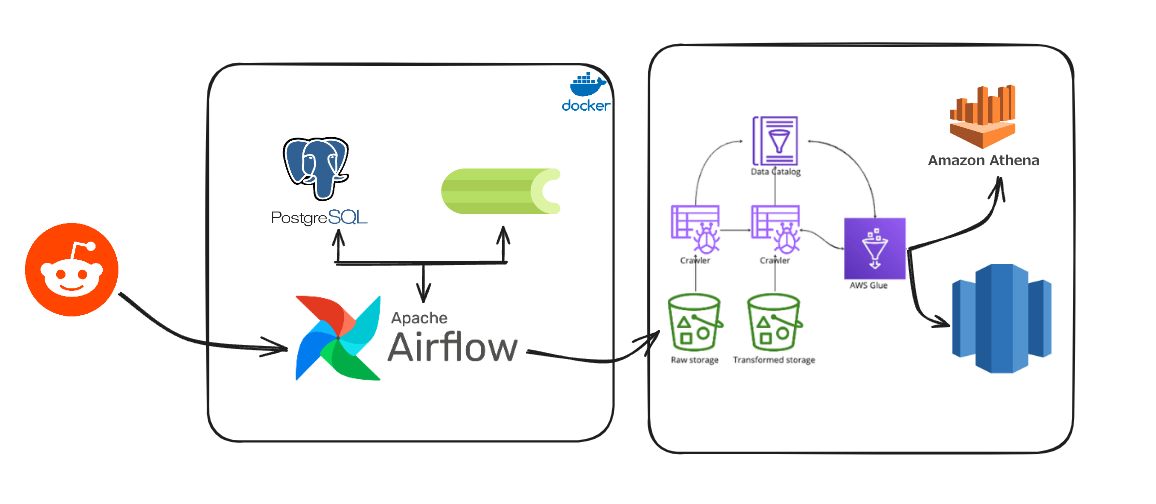 docker
PostgreSQL
Apache
Airflow
Data Catalog
Crawler
Crawler
AWS Glue
Raw storage
Transformed storage
Amazon Athena